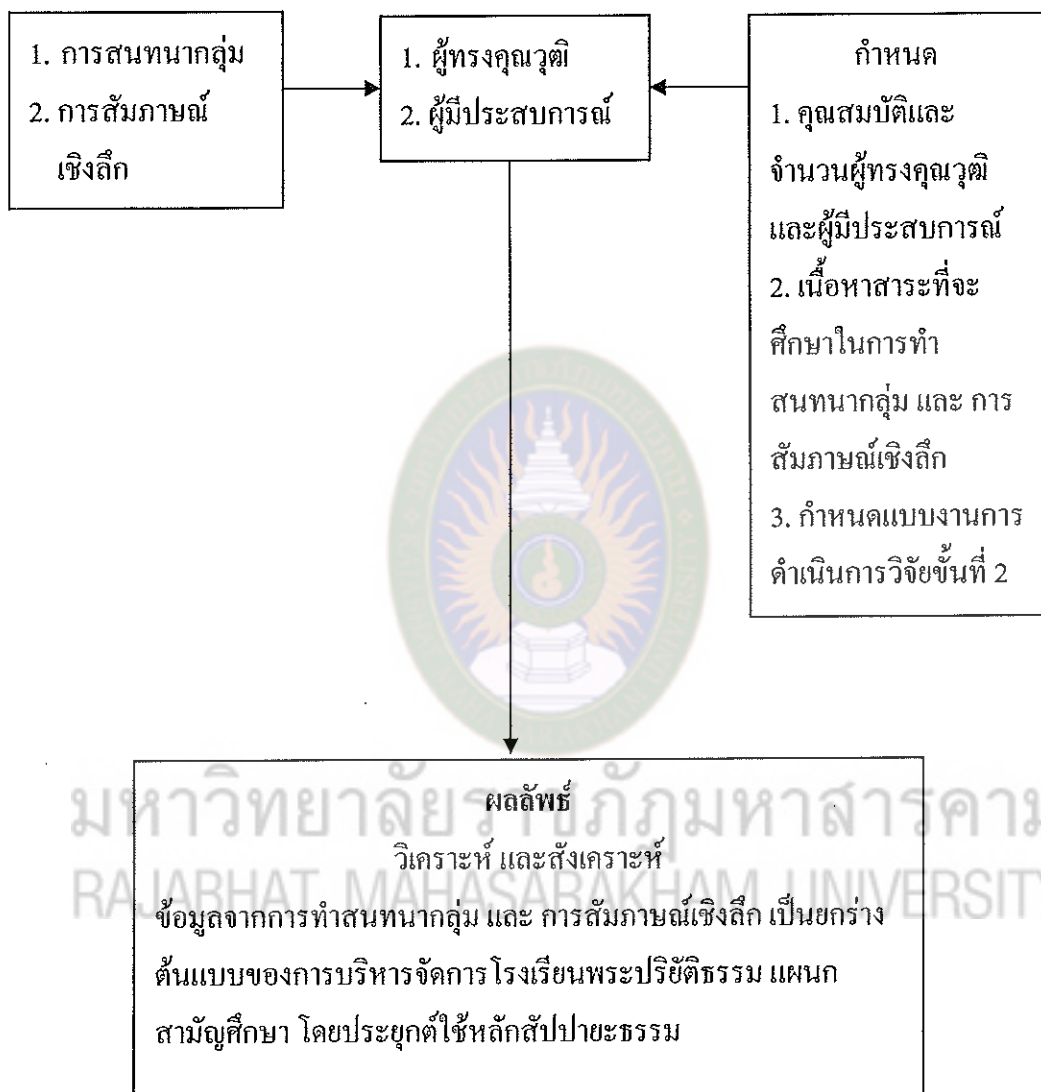 1. การสนทนากลุ่ม
2. การสัมภาษณ์
เชิงลึก
1. ผู้ทรงคุณวุฒิ
2. ผู้มีประสบการณ์
กำหนด
1. คุณสมบัติและ
จำนวนผู้ทรงคุณวุฒิ
และผู้มีประสบการณ์
2. เนื้อหาสาระที่จะ
ศึกษาในการทำ
สนทนากลุ่ม และ การ
สัมภาษณ์เชิงลึก
3. กำหนดแบบงานการ
ดำเนินการวิจัยขั้นที่ 2
ผลลัพธ์
วิเคราะห์ และสังเคราะห์
ข้อมูลจากการทำสนทนากลุ่ม และ การสัมภาษณ์เชิงลึก เป็นยกร่าง
ต้นแบบของการบริหารจัดการโรงเรียนพระปริยัติธรรม แผนก
สามัญศึกษา โดยประยุกต์ใช้หลักสัปปายะธรรม
มหาวิทยาลัยราชภัฏมหาสารคาม
RAJABHAT MAHASARAKHAM UNIVERSITY